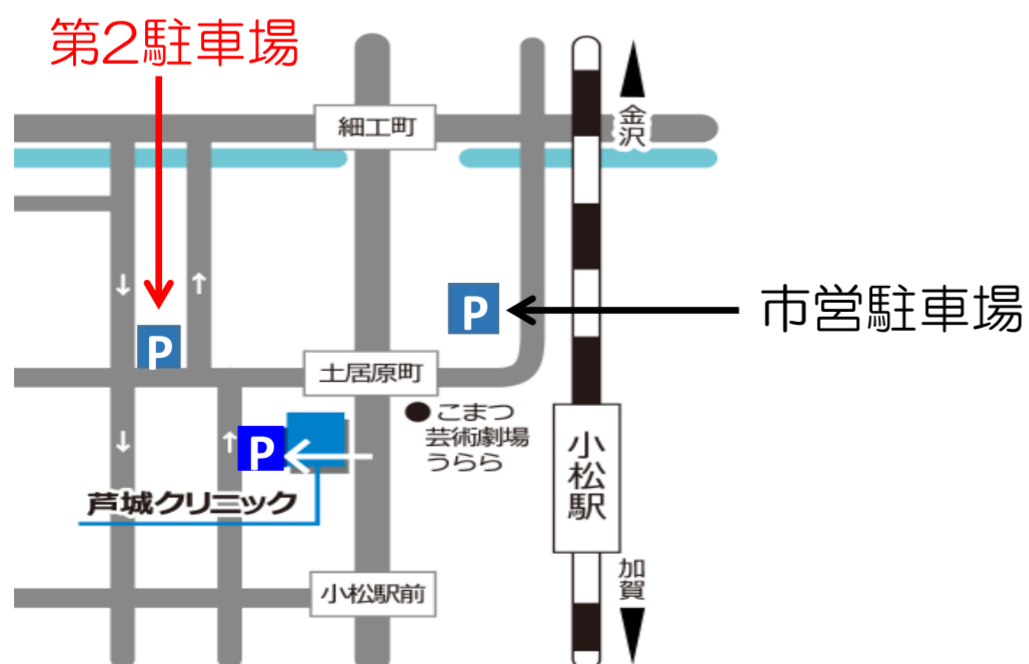 第2駐車場
金沢
細工町
↓
↑
P
市営駐車場
P
土居原町
こまつ
芸術劇場
うらら
↓
↑
P
小松駅
芦城クリニック
小松駅前
加賀